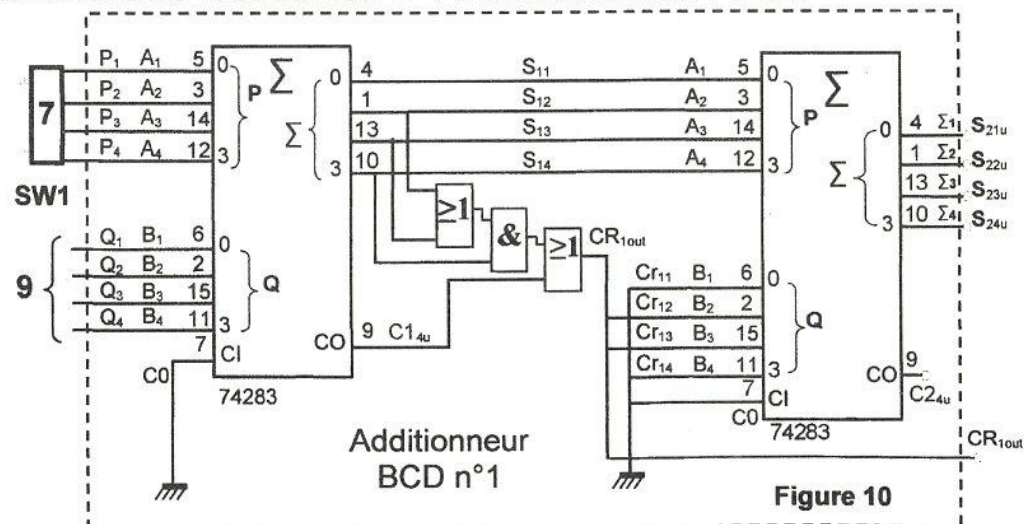 P₁ A₁ 5 0
P₂ A₂ 3
P₃ A₃ 14
P₄ A₄ 12 3
P
7
SW1
Q₁ B₁ 6 0
Q₂ B₂ 2
Q₃ B₃ 15
Q₄ B₄ 11 3
Q
9
7 CI
C0
Σ
Σ
0 4
1
13
3 10
CO 9 C1₄ᵤ
74283
S₁₁ A₁ 5 0
S₁₂ A₂ 3
S₁₃ A₃ 14
S₁₄ A₄ 12 3
P
≥1
&
≥1
CR₁out
Cr₁₁ B₁ 6 0
Cr₁₂ B₂ 2
Cr₁₃ B₃ 15
Cr₁₄ B₄ 11 3
Q
7 CI
C0
Σ
Σ
0 4 Σ1 S₂₁ᵤ
1 Σ2 S₂₂ᵤ
13 Σ3 S₂₃ᵤ
3 10 Σ4 S₂₄ᵤ
CO 9
C2₄ᵤ
74283
CR₁out
Additionneur
BCD n°1
Figure 10